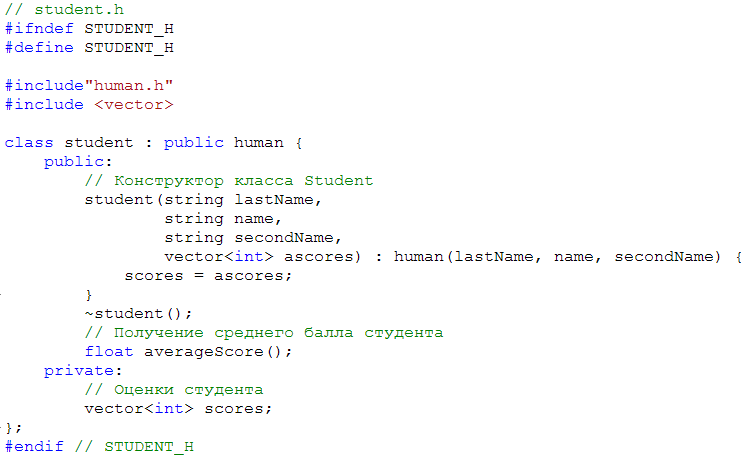 // student.h
#ifndef STUDENT_H
#define STUDENT_H
#include"human.h"
#include <vector>
class student : public human {
public:
// Конструктор класса Student
student(string lastName,
string name,
string secondName,
vector<int> ascores) : human(lastName, name, secondName) {
scores = ascores;
}
~student();
// Получение среднего балла студента
float averageScore();
private:
// Оценки студента
vector<int> scores;
};
#endif // STUDENT_H